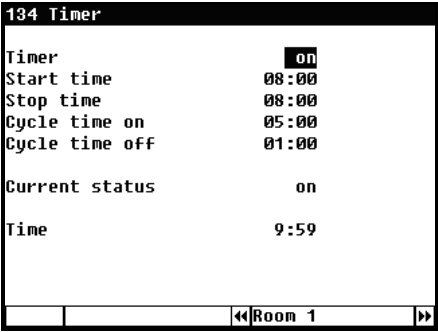 134 Timer
Timer on
Start time 08:00
Stop time 08:00
Cycle time on 05:00
Cycle time off 01:00
Current status on
Time 9:59
Room 1